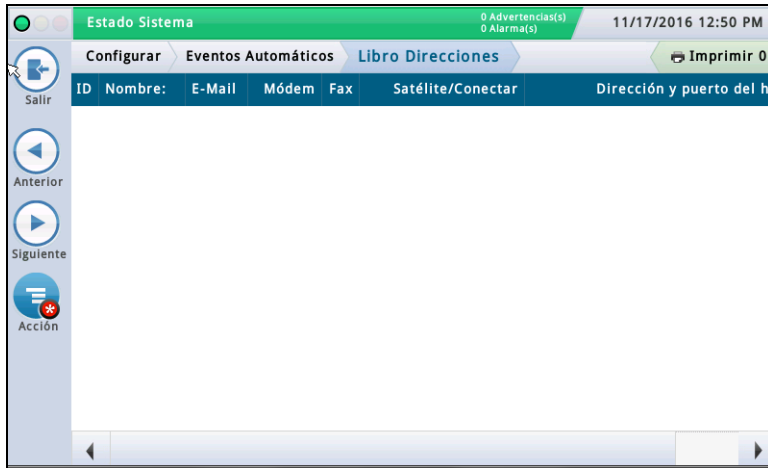 Estado Sistema
0 Advertencias(s)
0 Alarma(s)
11/17/2016 12:50 PM
Configurar
Eventos Automáticos
Libro Direcciones
Imprimir 0
Salir
ID Nombre: E-Mail Módem Fax Satélite/Conectar Dirección y puerto del h
Anterior
Siguiente
Acción